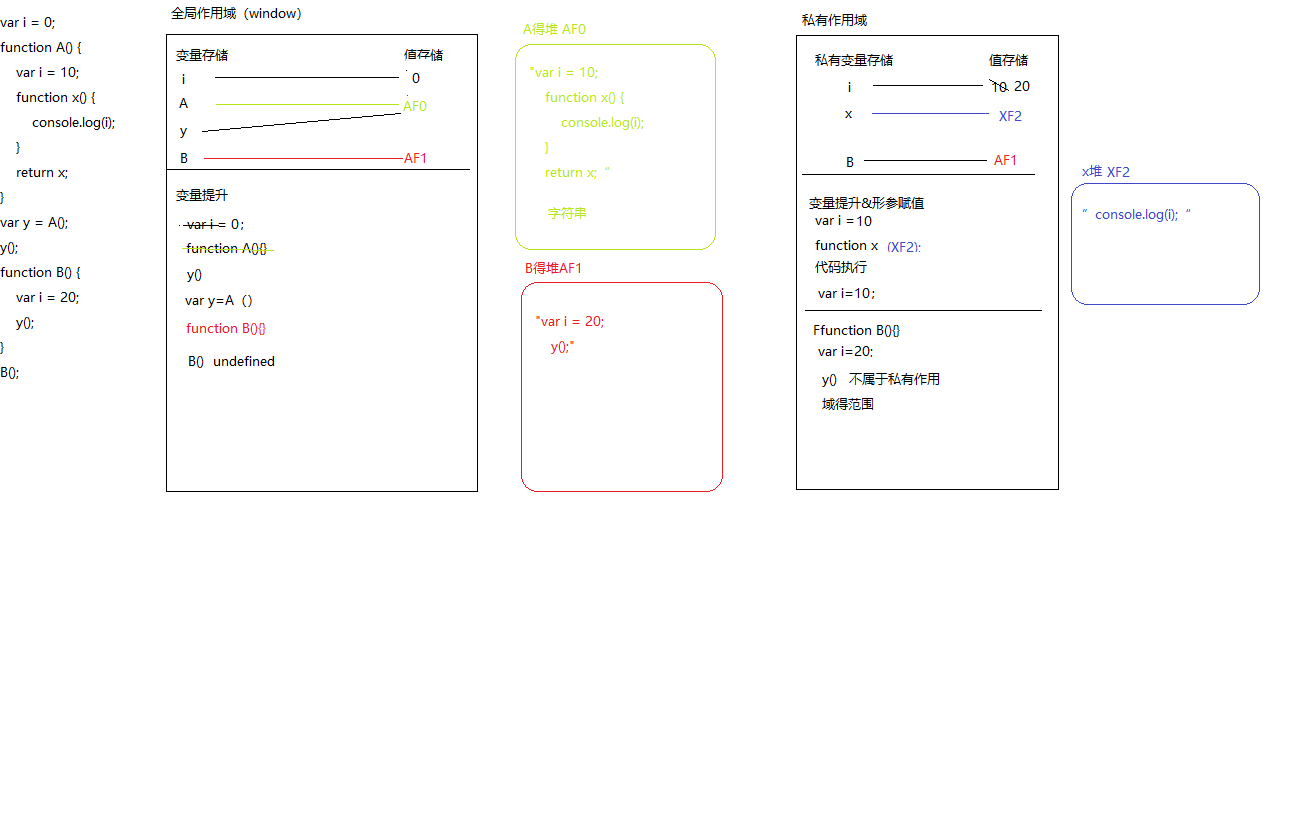 var i = 0;
function A() {
var i = 10;
function x() {
console.log(i);
}
return x;
}
var y = A();
y();
function B() {
var i = 20;
y();
}
B();
全局作用域（window）
变量存储 值存储
i 0
A AF0
y
B AF1
变量提升
var i = 0;
function A(){}
y()
var y=A（）
function B(){}
B() undefined
A得堆 AF0
"var i = 10;
function x() {
console.log(i);
}
return x; “
字符串
B得堆AF1
"var i = 20;
y();"
私有作用域
私有变量存储 值存储
i 10 20
x XF2
B AF1
变量提升&形参赋值
var i =10
function x （XF2）;
代码执行
var i=10；
Ffunction B(){}
var i=20;
y() 不属于私有作用
域得范围
x堆 XF2
” console.log(i); “